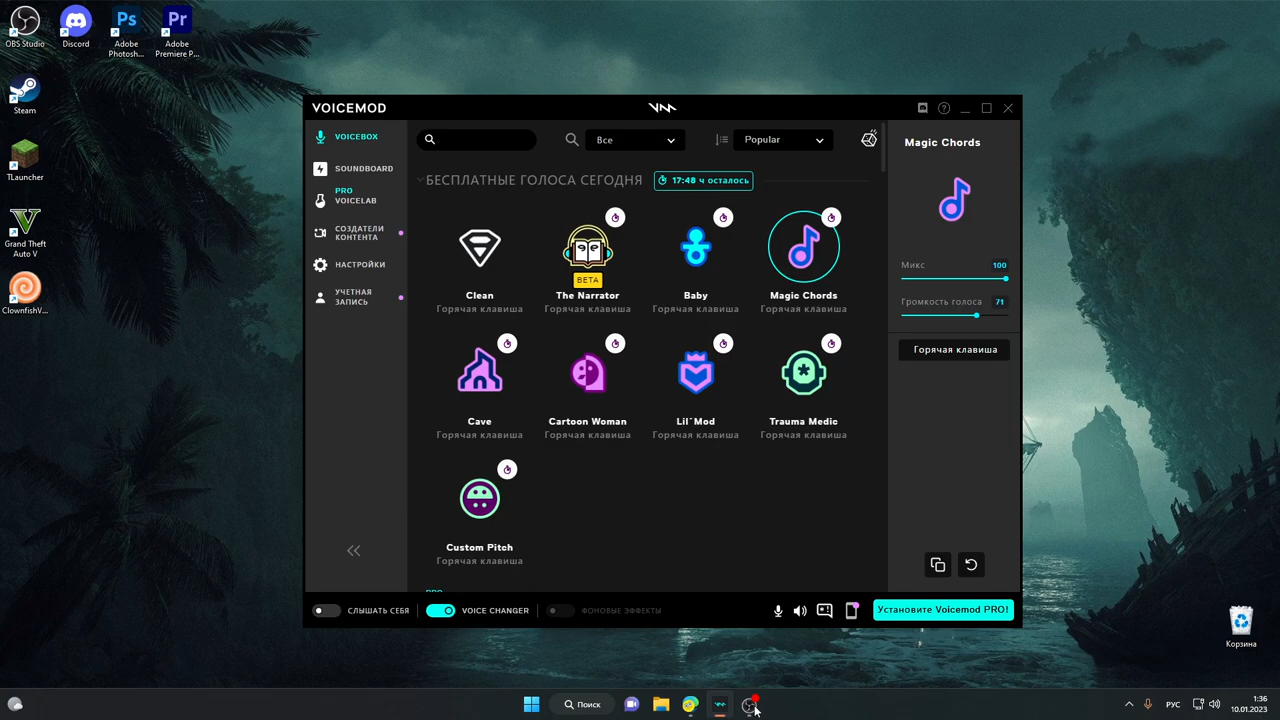 OBS Studio
Discord
Adobe Photosh...
Adobe Premiere P...
Steam
TLauncher
Grand Theft Auto V
ClownfishV...
VOICEMOD
VOICEBOX
SOUNDBOARD
PRO
VOICELAB
СОЗДАТЕЛИ
КОНТЕНТА
НАСТРОЙКИ
УЧЕТНАЯ
ЗАПИСЬ
Все
Popular
БЕСПЛАТНЫЕ ГОЛОСА СЕГОДНЯ
17:48 ч осталось
BETA
Clean
The Narrator
Baby
Magic Chords
Горячая клавиша
Горячая клавиша
Горячая клавиша
Горячая клавиша
Cave
Cartoon Woman
Lil´Mod
Trauma Medic
Горячая клавиша
Горячая клавиша
Горячая клавиша
Горячая клавиша
Custom Pitch
Горячая клавиша
Magic Chords
Микс 100
Громкость голоса 71
Горячая клавиша
СЛЫШАТЬ СЕБЯ
VOICE CHANGER
ФОНОВЫЕ ЭФФЕКТЫ
Установите Voicemod PRO!
Корзина
Поиск
РУС
1:36
10.01.2023